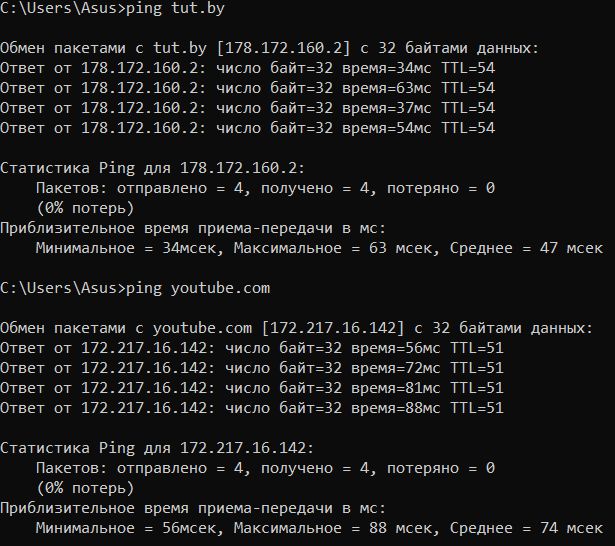 C:\Users\Asus>ping tut.by
Обмен пакетами с tut.by [178.172.160.2] с 32 байтами данных:
Ответ от 178.172.160.2: число байт=32 время=34мс TTL=54
Ответ от 178.172.160.2: число байт=32 время=63мс TTL=54
Ответ от 178.172.160.2: число байт=32 время=37мс TTL=54
Ответ от 178.172.160.2: число байт=32 время=54мс TTL=54
Статистика Ping для 178.172.160.2:
    Пакетов: отправлено = 4, получено = 4, потеряно = 0
    (0% потерь)
Приблизительное время приема-передачи в мс:
    Минимальное = 34мсек, Максимальное = 63 мсек, Среднее = 47 мсек
C:\Users\Asus>ping youtube.com
Обмен пакетами с youtube.com [172.217.16.142] с 32 байтами данных:
Ответ от 172.217.16.142: число байт=32 время=56мс TTL=51
Ответ от 172.217.16.142: число байт=32 время=72мс TTL=51
Ответ от 172.217.16.142: число байт=32 время=81мс TTL=51
Ответ от 172.217.16.142: число байт=32 время=88мс TTL=51
Статистика Ping для 172.217.16.142:
    Пакетов: отправлено = 4, получено = 4, потеряно = 0
    (0% потерь)
Приблизительное время приема-передачи в мс:
    Минимальное = 56мсек, Максимальное = 88 мсек, Среднее = 74 мсек